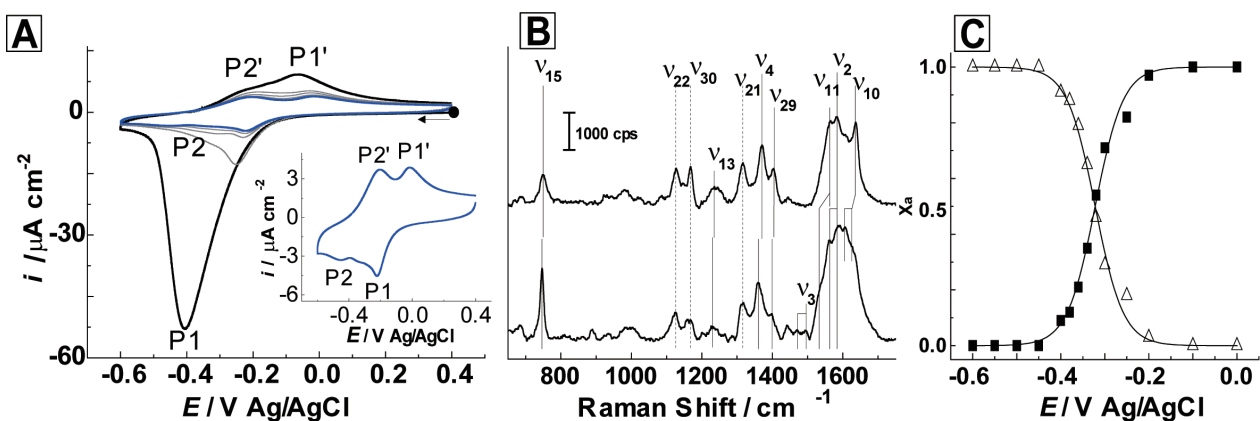 A
P1'
P2'
P2
P1
0
-30
-60
-0.6
-0.4
-0.2
0.0
0.2
0.4
i / µA cm⁻²
E / V Ag/AgCl
P2'
P1'
P2
P1
3
0
-3
-6
-0.4
0.0
0.4
i / µA cm⁻²
E / V Ag/AgCl
B
1000 cps
ν₁₅
ν₂₂
ν₃₀
ν₁₃
ν₂₁
ν₄
ν₂₉
ν₁₁
ν₂
ν₁₀
ν₃
800
1000
1200
1400
1600
Raman Shift / cm⁻¹
C
1.0
0.5
0.0
Xₐ
-0.6
-0.4
-0.2
0.0
E / V Ag/AgCl